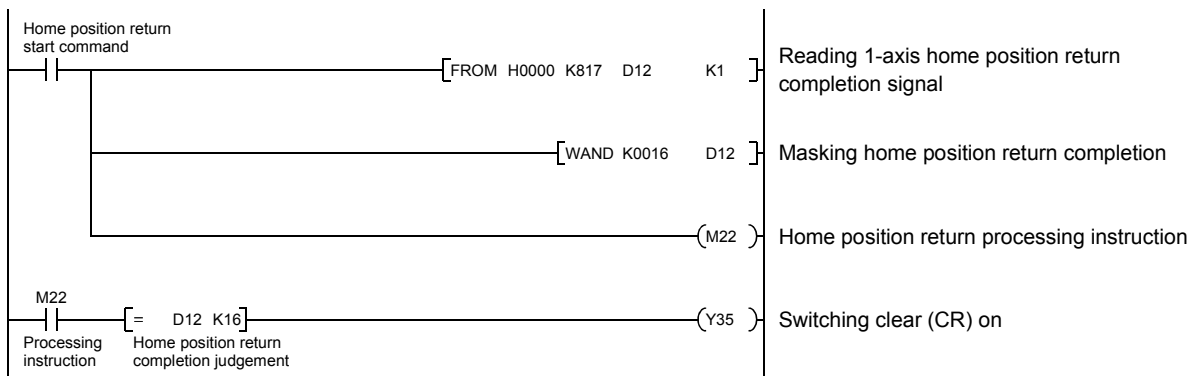 Home position return
start command
FROM H0000 K817 D12 K1
Reading 1-axis home position return
completion signal
WAND K0016 D12
Masking home position return completion
M22
Home position return processing instruction
M22
= D12 K16
Y35
Switching clear (CR) on
Processing
instruction
Home position return
completion judgement